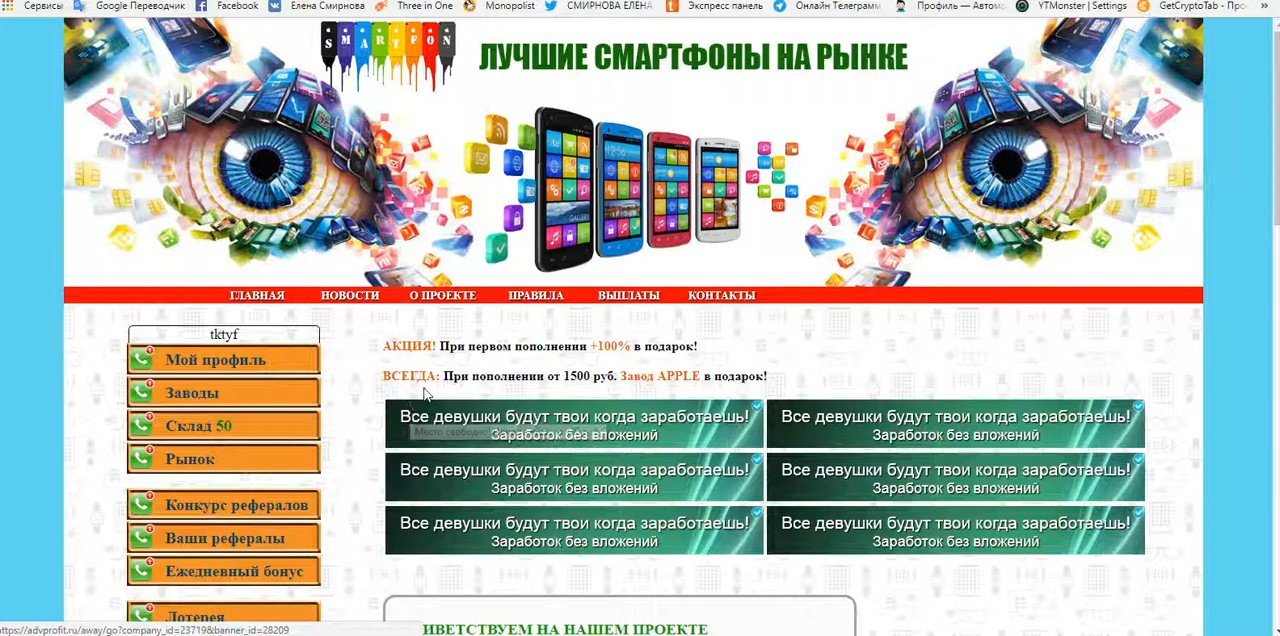 Сервисы Google Переводчик Facebook Елена Смирнова Three in One Monopolist СМИРНОВА ЕЛЕНА Экспресс панель Онлайн Телеграмм Профиль — Автома YTMonster | Settings GetCryptoTab - Про
SMARTFON
ЛУЧШИЕ СМАРТФОНЫ НА РЫНКЕ
GALLERY
ГЛАВНАЯ НОВОСТИ О ПРОЕКТЕ ПРАВИЛА ВЫПЛАТЫ КОНТАКТЫ
tktyf
Мой профиль
Заводы
Склад 50
Рынок
Конкурс рефералов
Ваши рефералы
Ежедневный бонус
Лотерея
АКЦИЯ! При первом пополнении +100% в подарок!
ВСЕГДА: При пополнении от 1500 руб. Завод APPLE в подарок!
Все девушки будут твои когда заработаешь!
Заработок без вложений
Все девушки будут твои когда заработаешь!
Заработок без вложений
Место свободно
Все девушки будут твои когда заработаешь!
Заработок без вложений
Все девушки будут твои когда заработаешь!
Заработок без вложений
Все девушки будут твои когда заработаешь!
Заработок без вложений
Все девушки будут твои когда заработаешь!
Заработок без вложений
ИВЕТСТВУЕМ НА НАШЕМ ПРОЕКТЕ
https://advprofit.ru/away/go?company_id=23719&banner_id=28209